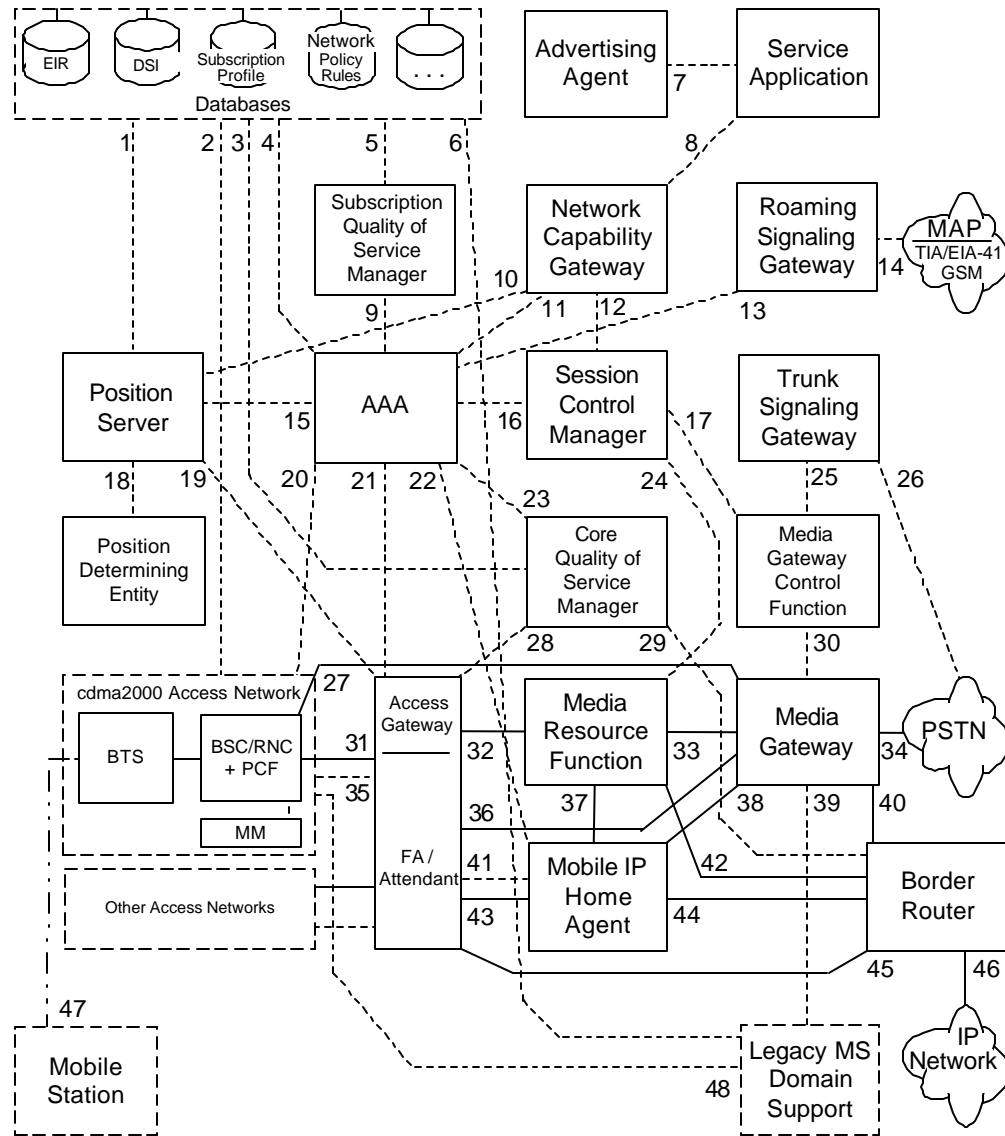 EIR
DSI
Subscription
Profile
Network
Policy
Rules
. . .
Databases
Advertising
Agent
7
Service
Application
1
2
3
4
5
6
8
Subscription
Quality of
Service
Manager
Network
Capability
Gateway
Roaming
Signaling
Gateway
14
MAP
TIA/EIA-41
GSM
9
10
11
12
13
Position
Server
15
AAA
16
Session
Control
Manager
17
Trunk
Signaling
Gateway
18
19
20
21
22
23
24
25
26
Position
Determining
Entity
Core
Quality of
Service
Manager
Media
Gateway
Control
Function
28
29
30
cdma2000 Access Network
27
BTS
BSC/RNC
+ PCF
MM
31
35
Access
Gateway
32
Media
Resource
Function
33
Media
Gateway
34
PSTN
36
37
38
39
40
FA /
Attendant
41
43
Mobile IP
Home
Agent
42
44
Border
Router
Other Access Networks
45
46
47
Mobile
Station
48
Legacy MS
Domain
Support
IP
Network